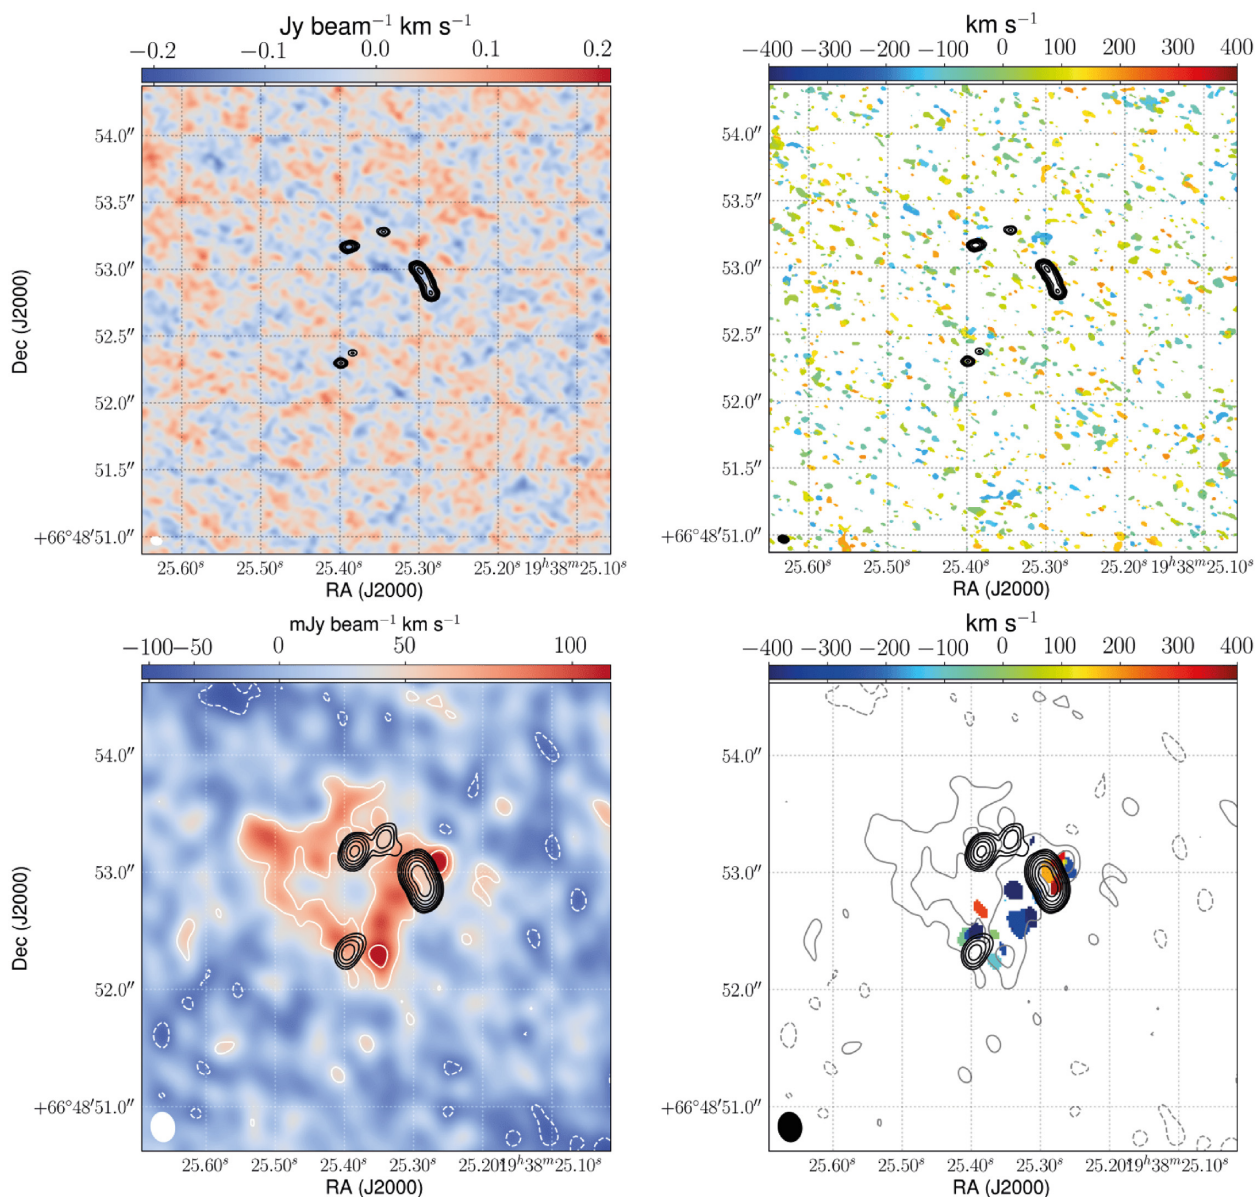 Jy beam⁻¹ km s⁻¹
−0.2 −0.1 0.0 0.1 0.2
54.0″
53.5″
53.0″
52.5″
52.0″
51.5″
+66°48′51.0″
Dec (J2000)
25.60ˢ 25.50ˢ 25.40ˢ 25.30ˢ 25.20ˢ 19ʰ38ᵐ25.10ˢ
RA (J2000)
km s⁻¹
−400 −300 −200 −100 0 100 200 300 400
54.0″
53.5″
53.0″
52.5″
52.0″
51.5″
+66°48′51.0″
25.60ˢ 25.50ˢ 25.40ˢ 25.30ˢ 25.20ˢ 19ʰ38ᵐ25.10ˢ
RA (J2000)
mJy beam⁻¹ km s⁻¹
−100 −50 0 50 100
54.0″
53.0″
52.0″
+66°48′51.0″
Dec (J2000)
25.60ˢ 25.50ˢ 25.40ˢ 25.30ˢ 25.20ˢ 19ʰ38ᵐ25.10ˢ
RA (J2000)
km s⁻¹
−400 −300 −200 −100 0 100 200 300 400
54.0″
53.0″
52.0″
+66°48′51.0″
25.60ˢ 25.50ˢ 25.40ˢ 25.30ˢ 25.20ˢ 19ʰ38ᵐ25.10ˢ
RA (J2000)